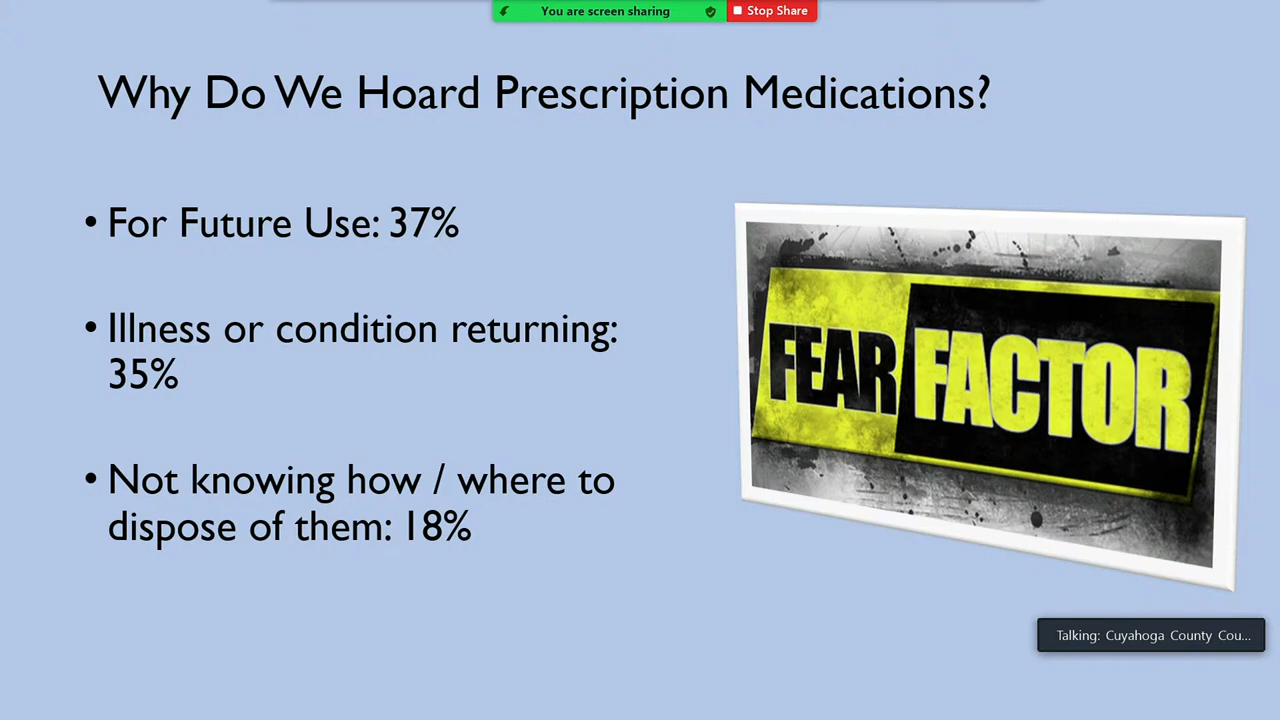 You are screen sharing
Stop Share
Why Do We Hoard Prescription Medications?
• For Future Use: 37%
• Illness or condition returning:
35%
• Not knowing how / where to
dispose of them: 18%
FEAR FACTOR
Talking: Cuyahoga County Cou...